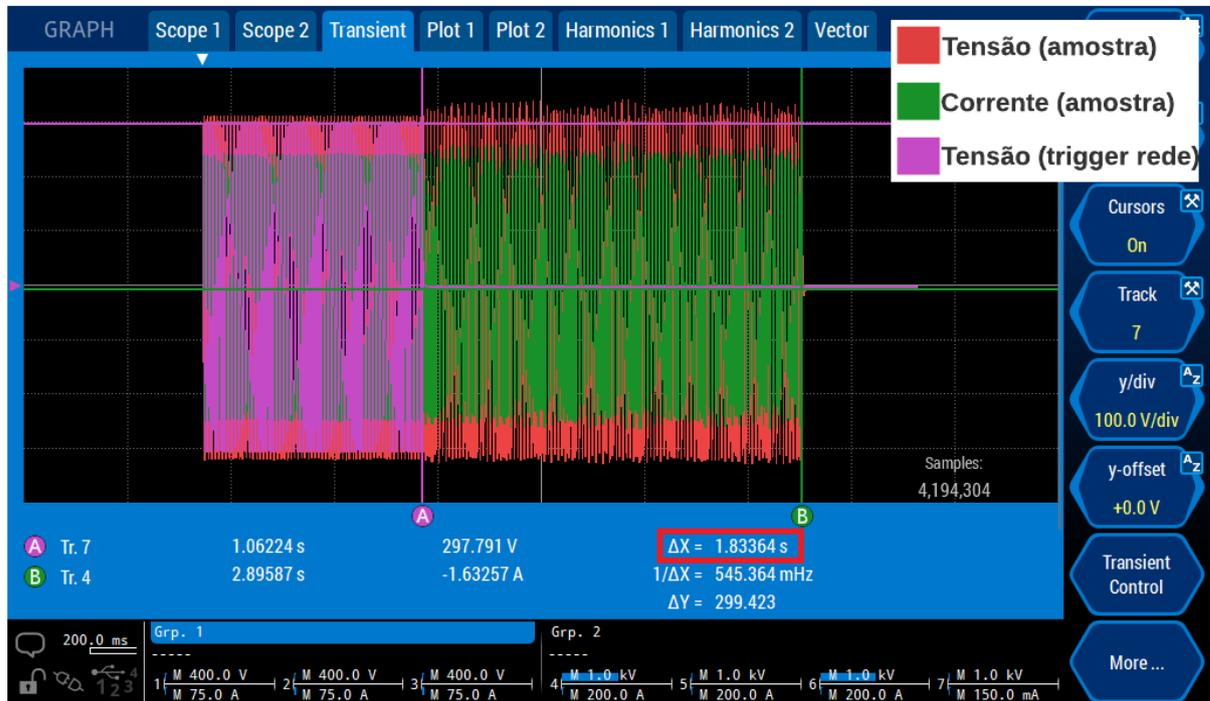 GRAPH Scope 1 Scope 2 Transient Plot 1 Plot 2 Harmonics 1 Harmonics 2 Vector
Tensão (amostra)
Corrente (amostra)
Tensão (trigger rede)
Cursors
On
Track
7
y/div
100.0 V/div
y-offset
+0.0 V
Transient
Control
More ...
Samples:
4,194,304
A B
A Tr. 7 1.06224 s 297.791 V ΔX = 1.83364 s
B Tr. 4 2.89587 s -1.63257 A 1/ΔX = 545.364 mHz
ΔY = 299.423
200.0 ms
Grp. 1 Grp. 2
----- -----
1 M 400.0 V 2 M 400.0 V 3 M 400.0 V 4 M 1.0 kV 5 M 1.0 kV 6 M 1.0 kV 7 M 1.0 kV
M 75.0 A M 75.0 A M 75.0 A M 200.0 A M 200.0 A M 200.0 A M 150.0 mA
4
1 2 3